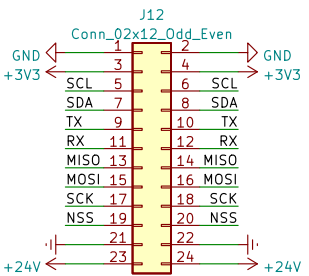 J12
Conn_02x12_Odd_Even
GND 1 2 GND
+3V3 3 4 +3V3
SCL 5 6 SCL
SDA 7 8 SDA
TX 9 10 TX
RX 11 12 RX
MISO 13 14 MISO
MOSI 15 16 MOSI
SCK 17 18 SCK
NSS 19 20 NSS
21 22
+24V 23 24 +24V